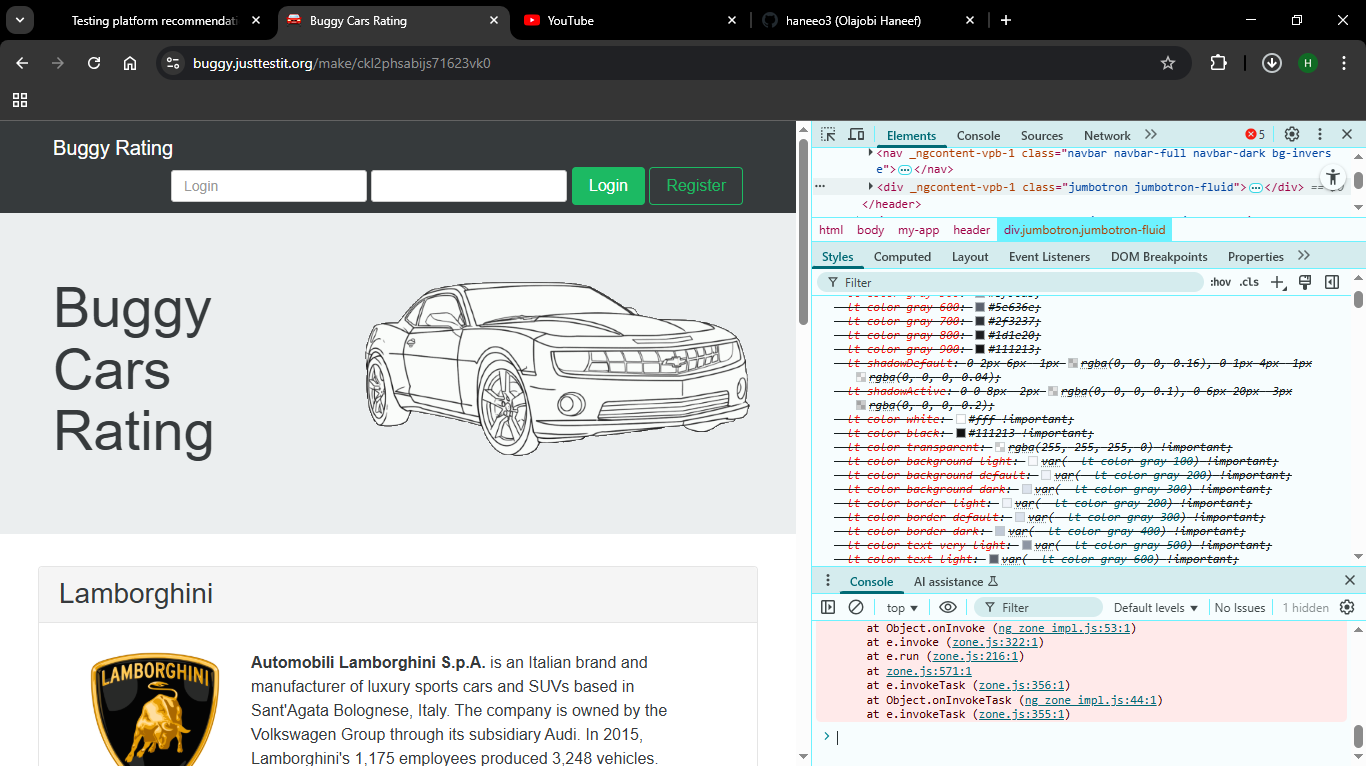 Testing platform recommendati
Buggy Cars Rating
YouTube
haneeo3 (Olajobi Haneef)
buggy.justtestit.org/make/ckl2phsabijs71623vk0
H
Buggy Rating
Login
Login
Register
Buggy
Cars
Rating
Lamborghini
LAMBORGHINI
Automobili Lamborghini S.p.A. is an Italian brand and
manufacturer of luxury sports cars and SUVs based in
Sant'Agata Bolognese, Italy. The company is owned by the
Volkswagen Group through its subsidiary Audi. In 2015,
Lamborghini's 1,175 employees produced 3,248 vehicles.
Elements Console Sources Network 5
<nav _ngcontent-vpb-1 class="navbar navbar-full navbar-dark bg-invers
e"> </nav>
<div _ngcontent-vpb-1 class="jumbotron jumbotron-fluid"> </div>
</header>
html body my-app header div.jumbotron.jumbotron-fluid
Styles Computed Layout Event Listeners DOM Breakpoints Properties
Filter :hov .cls
lt color gray 600: #5e636e;
lt color gray 700: #2f3237;
lt color gray 800: #1d1e20;
lt color gray 900: #111213;
lt shadowDefault: 0 2px 6px -1px rgba(0, 0, 0, 0.16), 0 1px 4px -1px
rgba(0, 0, 0, 0.04);
lt shadowActive: 0 0 8px -2px rgba(0, 0, 0, 0.1), 0 6px 20px -3px
rgba(0, 0, 0, 0.2);
lt color white: #fff !important;
lt color black: #111213 !important;
lt color transparent: rgba(255, 255, 255, 0) !important;
lt color background light: var( lt color gray 100) !important;
lt color background default: var( lt color gray 200) !important;
lt color background dark: var( lt color gray 300) !important;
lt color border light: var( lt color gray 200) !important;
lt color border default: var( lt color gray 300) !important;
lt color border dark: var( lt color gray 400) !important;
lt color text very light: var( lt color gray 500) !important;
lt color text light: var( lt color gray 600) !important;
Console AI assistance
top Filter Default levels No Issues 1 hidden
at Object.onInvoke (ng_zone_impl.js:53:1)
at e.invoke (zone.js:322:1)
at e.run (zone.js:216:1)
at zone.js:571:1
at e.invokeTask (zone.js:356:1)
at Object.onInvokeTask (ng_zone_impl.js:44:1)
at e.invokeTask (zone.js:355:1)